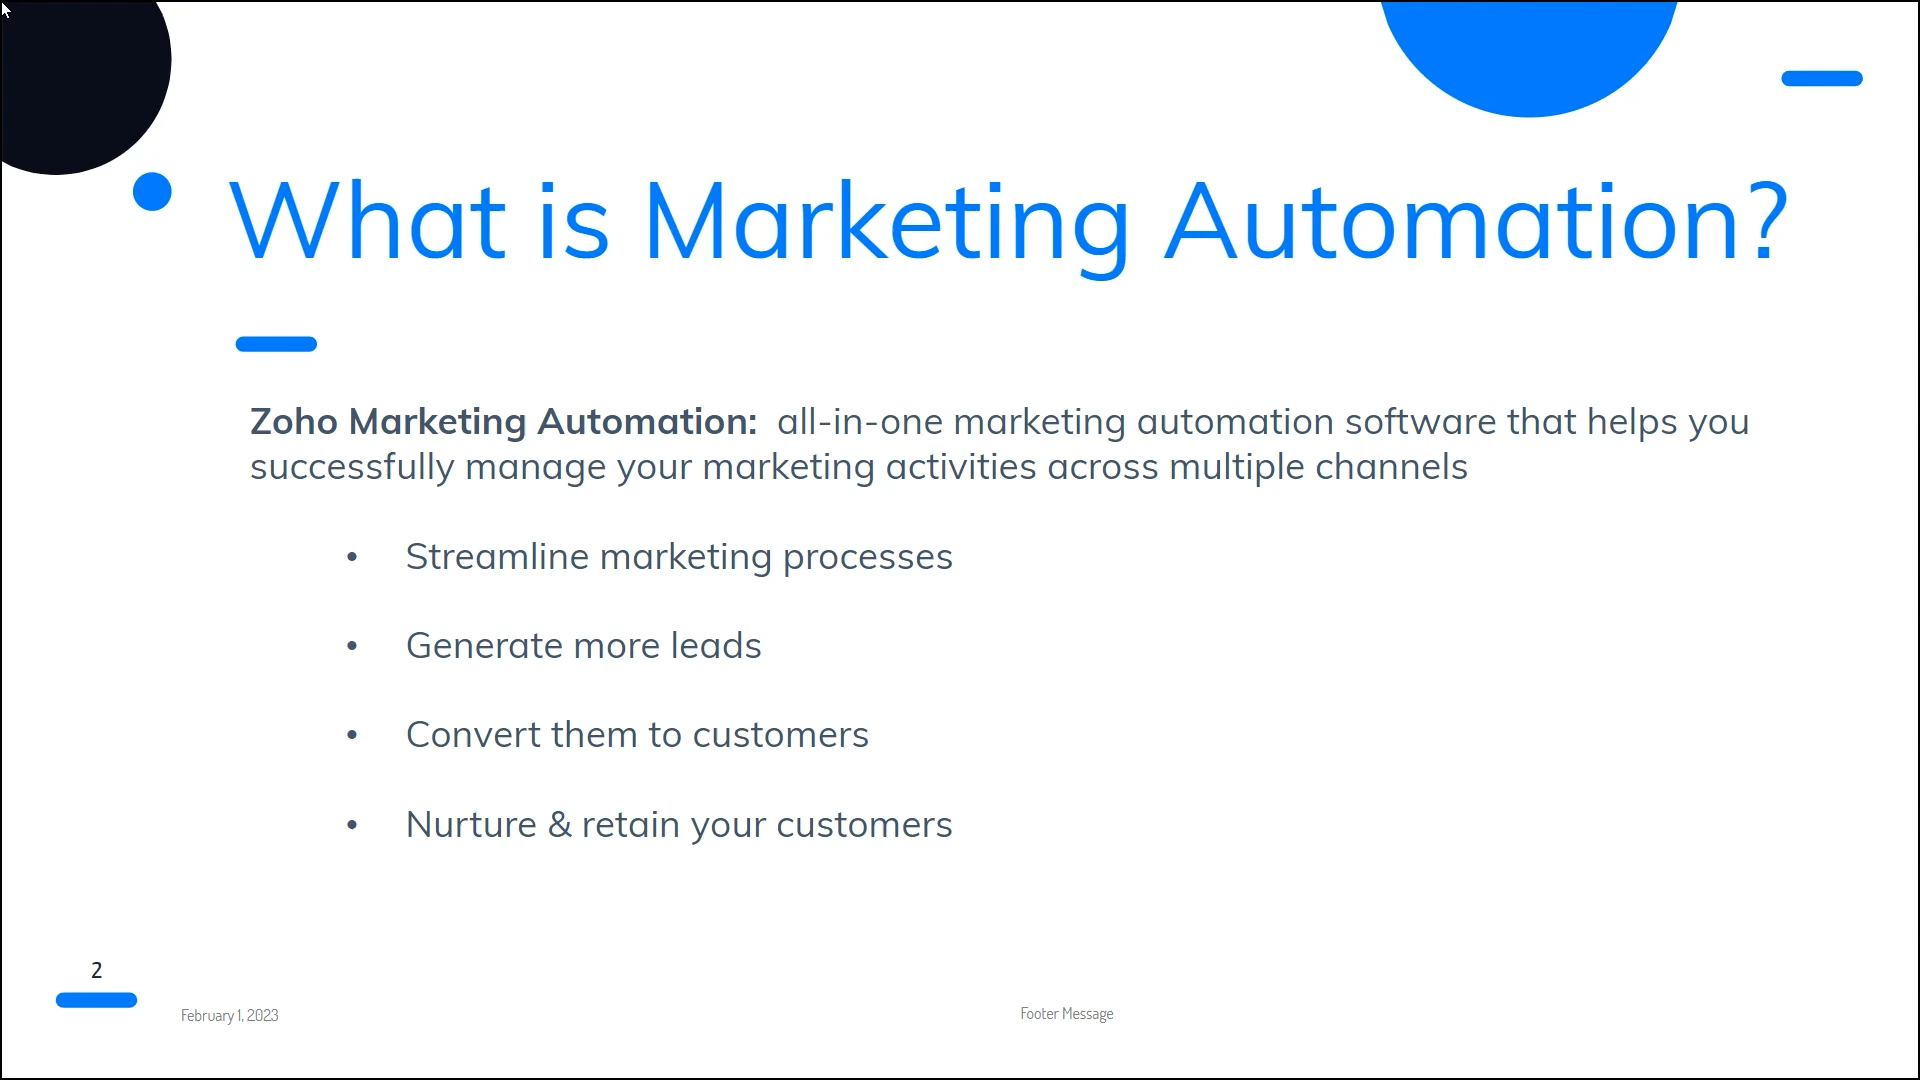 What is Marketing Automation?
Zoho Marketing Automation: all-in-one marketing automation software that helps you
successfully manage your marketing activities across multiple channels
• Streamline marketing processes
• Generate more leads
• Convert them to customers
• Nurture & retain your customers
2
February 1, 2023
Footer Message